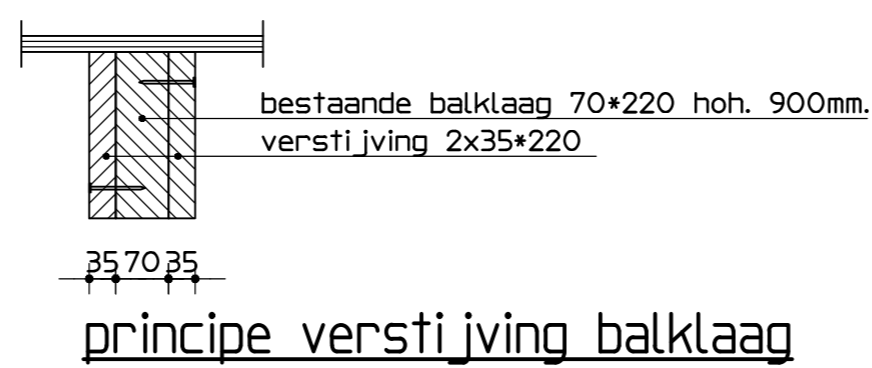 bestaande balklaag 70*220 hoh. 900mm.
verstijving 2x35*220
35 70 35
principe verstijving balklaag